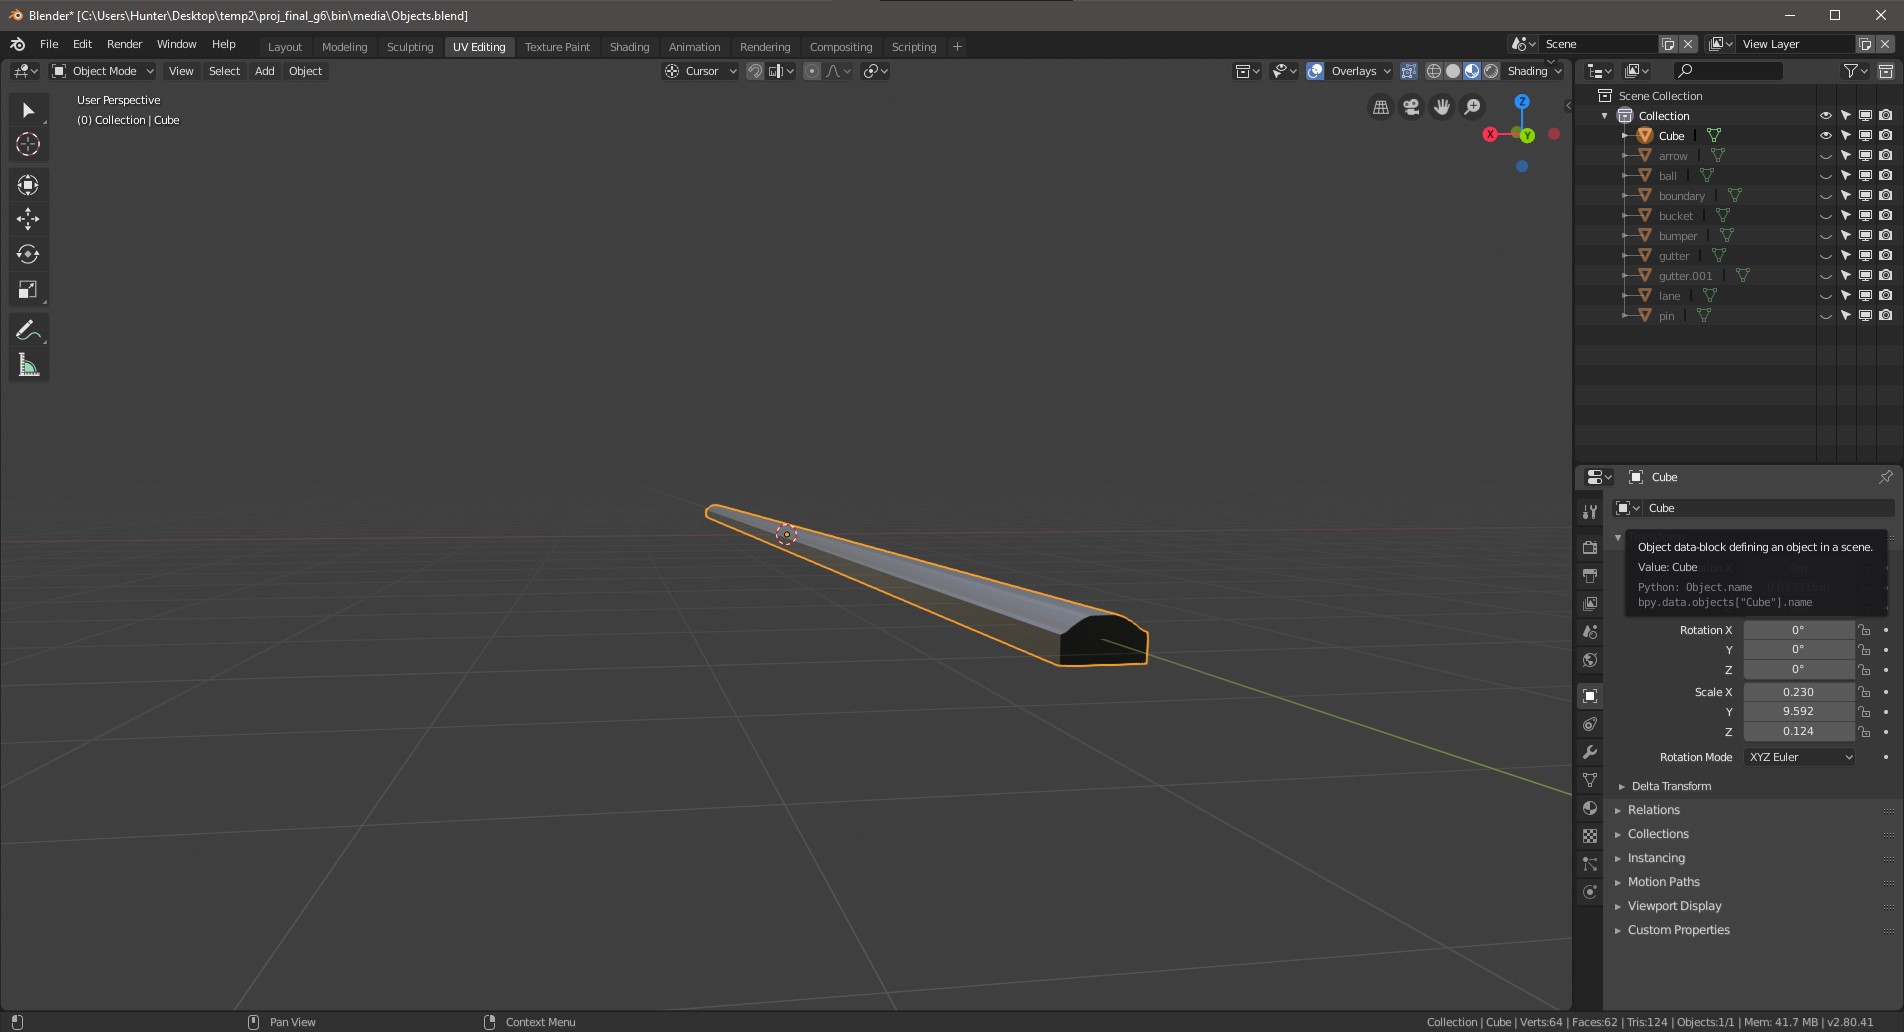 Blender* [C:\Users\Hunter\Desktop\temp2\proj_final_g6\bin\media\Objects.blend]
File Edit Render Window Help Layout Modeling Sculpting UV Editing Texture Paint Shading Animation Rendering Compositing Scripting + Scene View Layer
Object Mode View Select Add Object Cursor Overlays Shading
User Perspective
(0) Collection | Cube
Z
X
Y
Scene Collection
Collection
Cube
arrow
ball
boundary
bucket
bumper
gutter
gutter.001
lane
pin
Cube
Cube
Object data-block defining an object in a scene.
Value: Cube
Python: Object.name
bpy.data.objects["Cube"].name
Rotation X 0°
Y 0°
Z 0°
Scale X 0.230
Y 9.592
Z 0.124
Rotation Mode XYZ Euler
Delta Transform
Relations
Collections
Instancing
Motion Paths
Viewport Display
Custom Properties
Pan View Context Menu Collection | Cube | Verts:64 | Faces:62 | Tris:124 | Objects:1/1 | Mem: 41.7 MB | v2.80.41